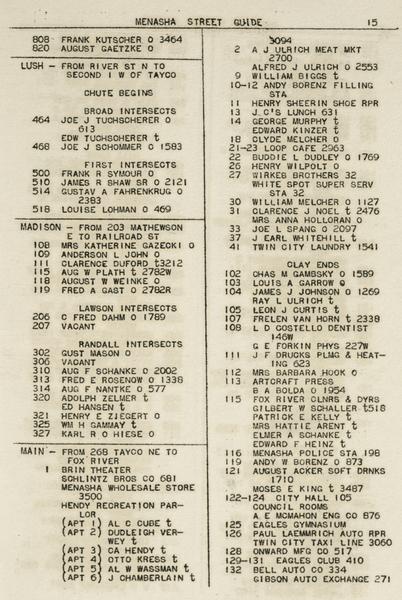 MENASHA STREET GUIDE 15
808 FRANK KUTSCHER O 3464
820 AUGUST GAETZKE O
LUSH - FROM RIVER ST N TO
SECOND 1 W OF TAYCO
CHUTE BEGINS
BROAD INTERSECTS
464 JOE J TUCHSCHERER O
613
EDW TUCHSCHERER t
468 JOE J SCHOMMER O 1583
FIRST INTERSECTS
500 FRANK R SYMOUR O
510 JAMES R SHAW SR O 2121
514 GUSTAV A FAHRENKRUG O
2383
518 LOUISE LOHMAN O 469
MADISON - FROM 203 MATHEWSON
E TO RAILROAD ST
108 MRS KATHERINE GAZECKI O
109 ANDERSON L JOHN O
111 CLARENCE DUFORD t3212
115 AUG W PLATH t 2782W
118 AUGUST W WEINKE O
119 FRED A GAST O 2782R
LAWSON INTERSECTS
206 C FRED DAHM O 1789
207 VACANT
RANDALL INTERSECTS
302 GUST MASON O
306 VACANT
310 AUG F SCHANKE O 2002
313 FRED E ROSENOW O 1338
314 AUG F NANTKE O 577
320 ADOLPH ZELMER t
ED HANSEN t
321 HENRY E ZIEGERT O
325 WM H GAMMAY t
327 KARL R O HIESE O
MAIN - FROM 268 TAYCO NE TO
FOX RIVER
1 BRIN THEATER
SCHLINTZ BROS CO 681
MENASHA WHOLESALE STORE
3500
HENDY RECREATION PAR-
LOR
(APT 1) AL C CUBE t
(APT 2) DUDLEIGH VER-
WEY t
(APT 3) CA HENDY t
(APT 4) OTTO KRESS t
(APT 5) AL W WASSMAN t
(APT 6) J CHAMBERLAIN t
3094
2 A J ULRICH MEAT MKT
2700
ALFRED J ULRICH O 2553
9 WILLIAM BIGGS t
10-12 ANDY BORENZ FILLING
STA
11 HENRY SHEERIN SHOE RPR
13 J C'S LUNCH 631
14 GEORGE MURPHY t
EDWARD KINZER t
18 CLYDE MELCHER O
21-23 LOOP CAFE 2963
22 BUDDIE L DUDLEY O 1769
26 HENRY WILPOLT O
27 WIRKES BROTHERS 32
WHITE SPOT SUPER SERV
STA 32
30 WILLIAM MELCHER O 1127
31 CLARENCE J NOEL t 2476
MRS ANNA HOLLORAN O
33 JOE L SPANG O 2097
37 J EARL WHITEHILL t
41 TWIN CITY LAUNDRY 1541
CLAY ENDS
102 CHAS M GAMBSKY O 1589
103 LOUIS A GARROW O
104 JAMES J JOHNSON O 1269
RAY L ULRICH t
105 LEON J CURTIS t
107 FRELEN VAN HORN t 2338
108 L D COSTELLO DENTIST
146W
G E FORKIN PHYS 227W
111 J F DRUCKS PLMG & HEAT-
ING 623
112 MRS BARBARA HOOK O
113 ARTCRAFT PRESS
B A BOLDA O 1954
115 FOX RIVER CLNRS & DYRS
GILBERT W SCHALLER t518
PATRICK E KELLY t
MRS HATTIE ARENT t
ELMER A SCHANKE t
EDWARD F HEINZ t
116 MENASHA POLICE STA 198
119 ANDY W BORENZ O 873
121 AUGUST ACKER SOFT DRNKS
1710
MOSES E KING t 3487
122-124 CITY HALL 105
COUNCIL ROOMS
A E MCMAHON ENG CO 876
125 EAGLES GYMNASIUM
126 PAUL LAEMMRICH AUTO RPR
TWIN CITY TAXI LINE 3060
128 ONWARD MFG CO 517
129-131 EAGLES CLUB 410
132 BELL AUTO CO 334
GIBSON AUTO EXCHANGE 271